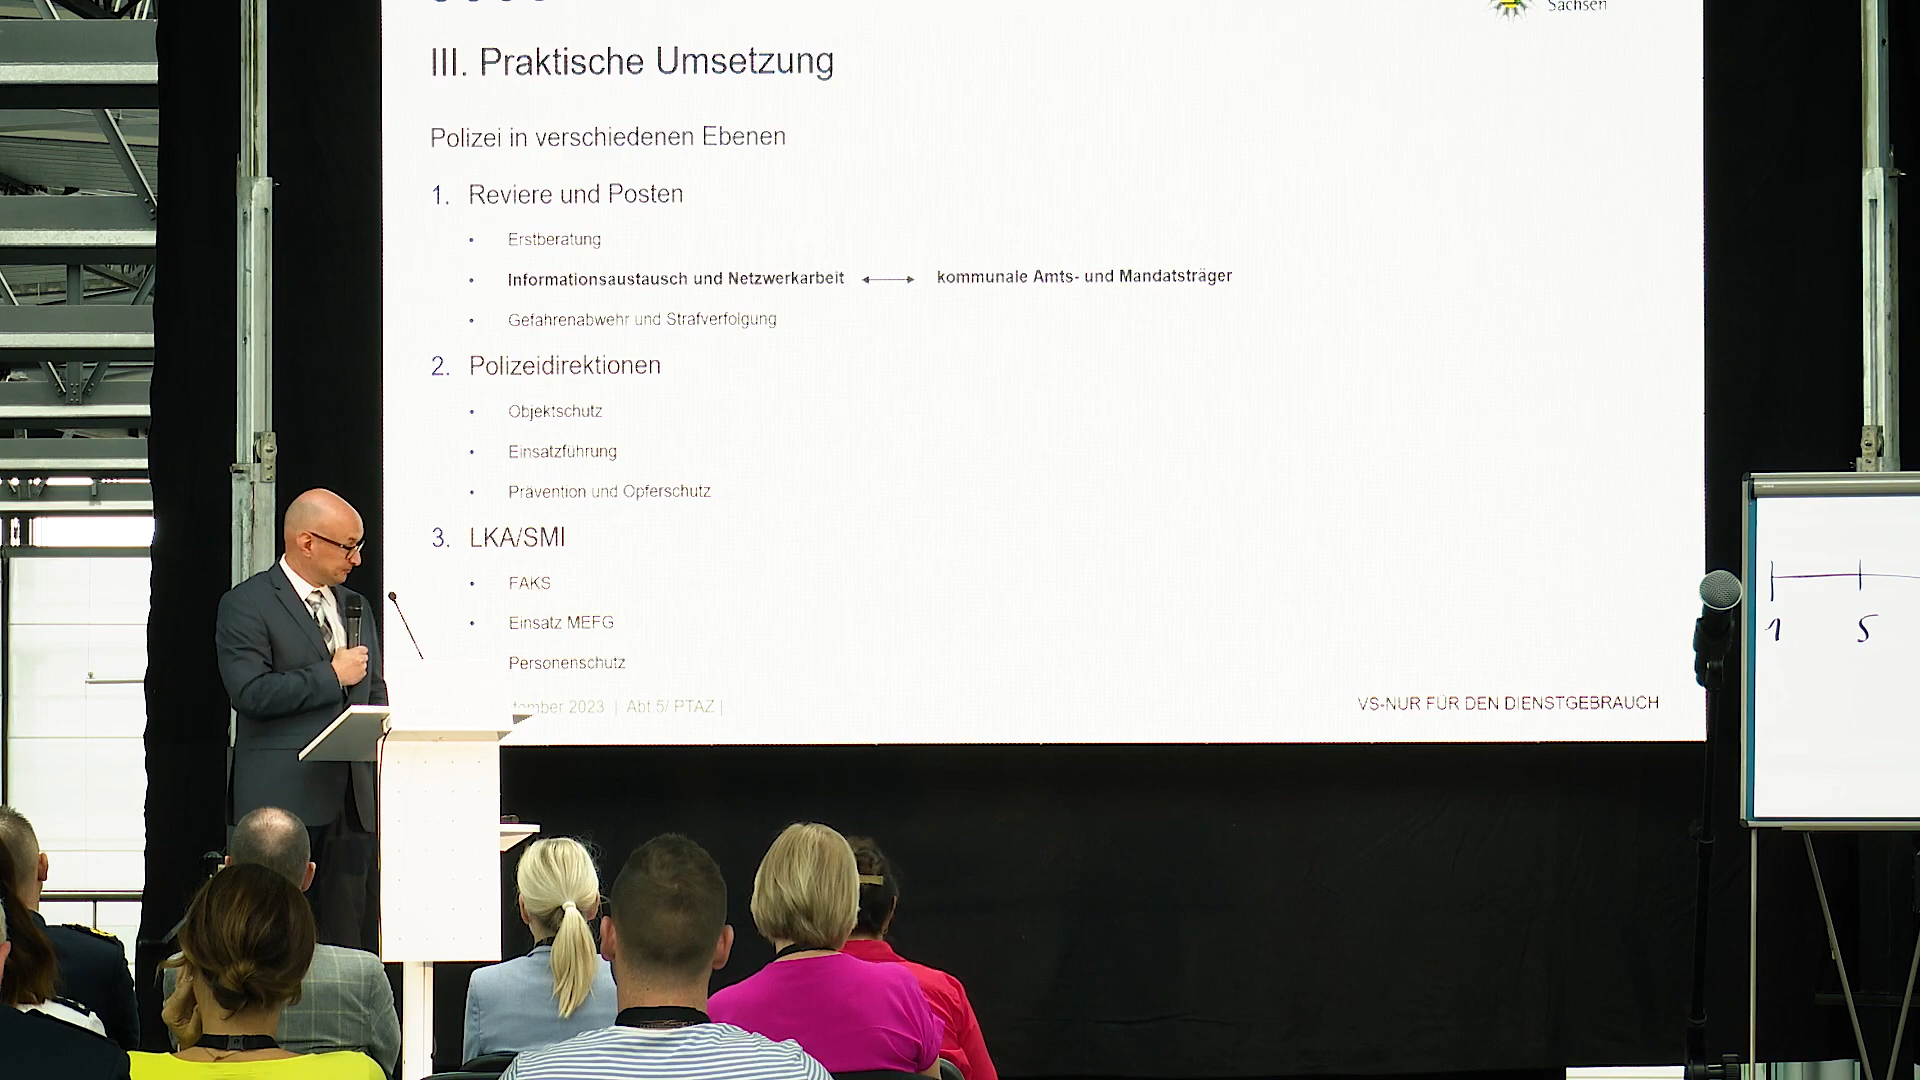 Sachsen
III. Praktische Umsetzung
Polizei in verschiedenen Ebenen
1. Reviere und Posten
• Erstberatung
• Informationsaustausch und Netzwerkarbeit ⟷ kommunale Amts- und Mandatsträger
• Gefahrenabwehr und Strafverfolgung
2. Polizeidirektionen
• Objektschutz
• Einsatzführung
• Prävention und Opferschutz
3. LKA/SMI
• FAKS
• Einsatz MEFG
Personenschutz
tember 2023 | Abt.5/ PTAZ |
VS-NUR FÜR DEN DIENSTGEBRAUCH
1 5